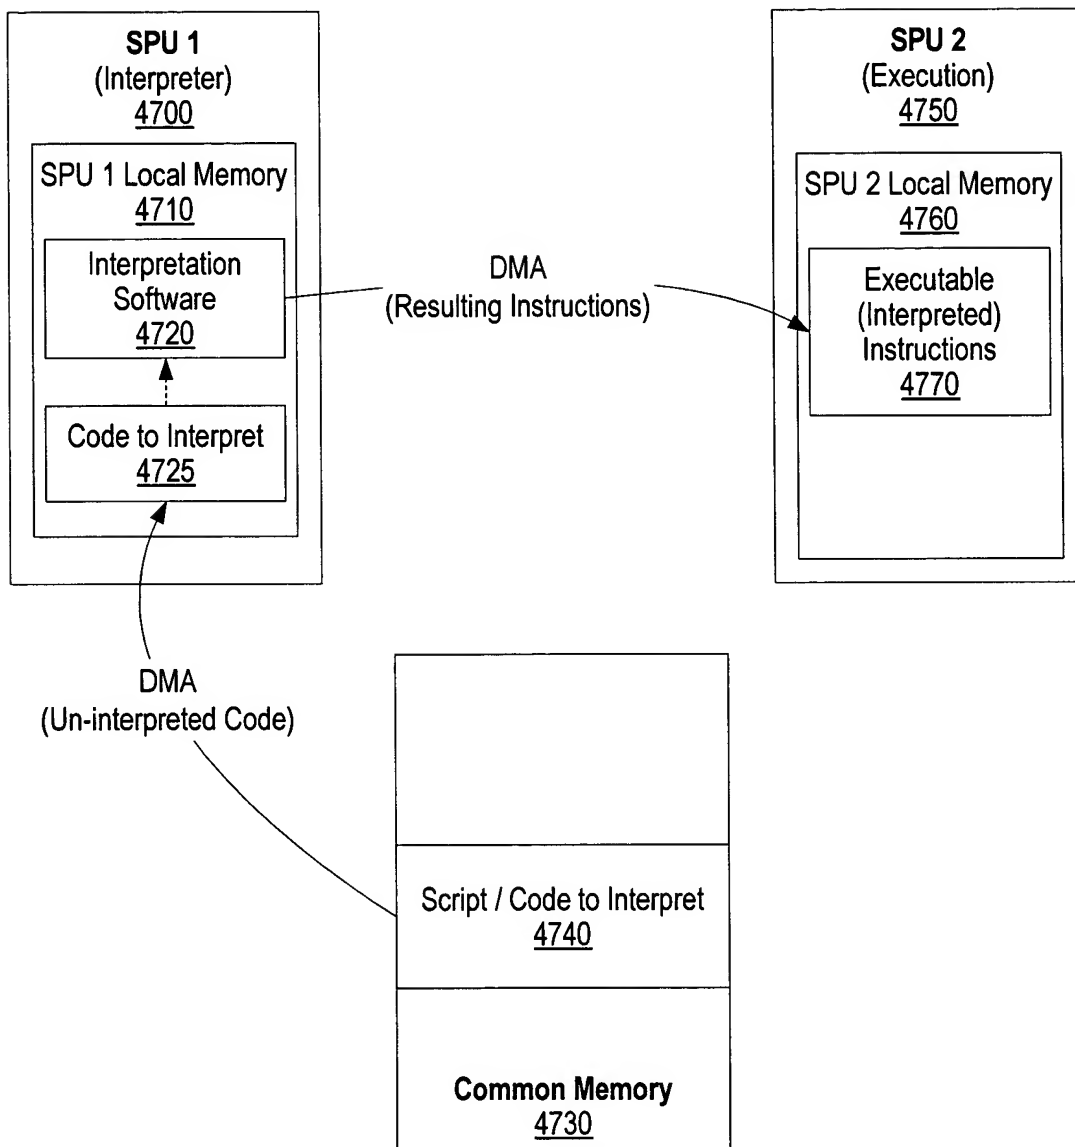 SPU 1
(Interpreter)
4700
SPU 1 Local Memory
4710
Interpretation
Software
4720
Code to Interpret
4725
DMA
(Resulting Instructions)
SPU 2
(Execution)
4750
SPU 2 Local Memory
4760
Executable
(Interpreted)
Instructions
4770
DMA
(Un-interpreted Code)
Script / Code to Interpret
4740
Common Memory
4730